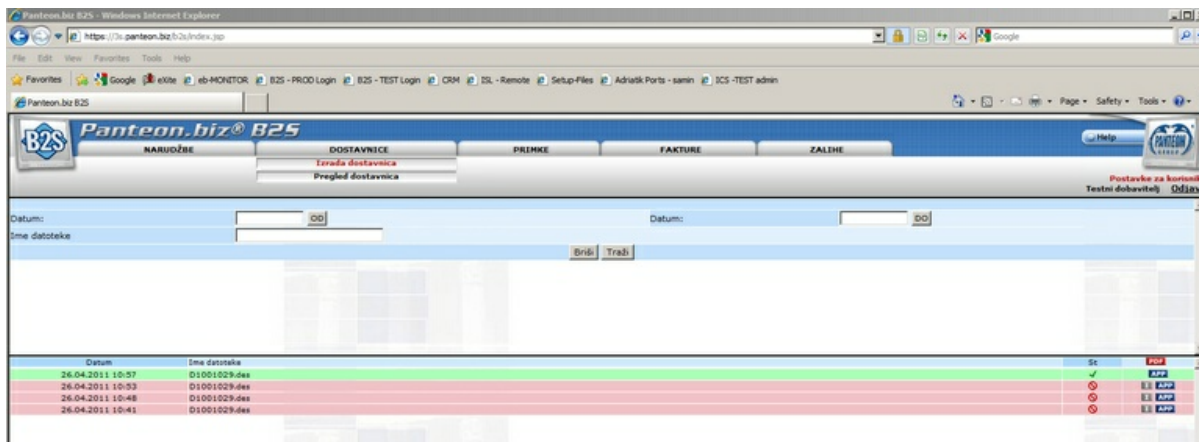 Panteon.biz B2S - Windows Internet Explorer
https://3s.panteon.biz/b2s/index.jsp
Google
File Edit View Favorites Tools Help
Favorites Google eXite eb-MONITOR B2S - PROD Login B2S - TEST Login CRM ISL - Remote Setup-Files Adriatik Ports - samin ICS -TEST admin
Panteon.biz B2S
Page Safety Tools
B2S Panteon.biz® B2S
Help
PANTEON
NARUDŽBE DOSTAVNICE PRIMKE FAKTURE ZALIHE
Izrada dostavnica
Pregled dostavnica
Postavke za korisnik
Testni dobavitelj Odjav
Datum: OD Datum: DO
Ime datoteke
Briši Traži
Datum Ime datoteke St PDF
26.04.2011 10:57 D1001029.des APP
26.04.2011 10:53 D1001029.des APP
26.04.2011 10:48 D1001029.des APP
26.04.2011 10:41 D1001029.des APP